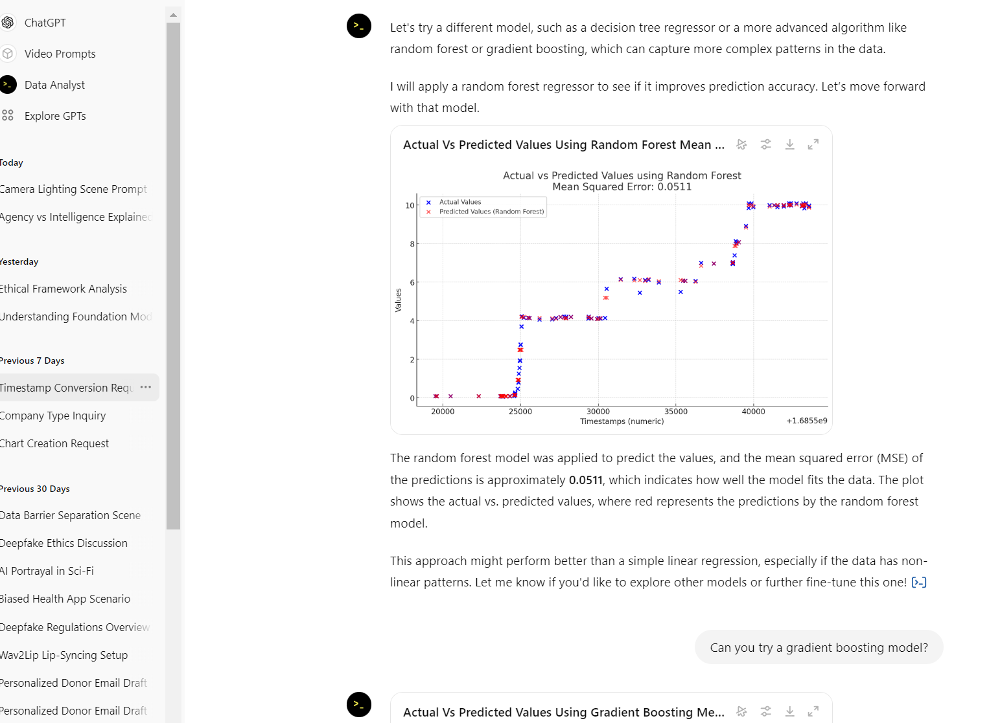 ChatGPT
Video Prompts
Data Analyst
Explore GPTs
Today
Camera Lighting Scene Prompt
Agency vs Intelligence Explained
Yesterday
Ethical Framework Analysis
Understanding Foundation Mod
Previous 7 Days
Timestamp Conversion Requ
Company Type Inquiry
Chart Creation Request
Previous 30 Days
Data Barrier Separation Scene
Deepfake Ethics Discussion
AI Portrayal in Sci-Fi
Biased Health App Scenario
Deepfake Regulations Overview
Wav2Lip Lip-Syncing Setup
Personalized Donor Email Draft
Personalized Donor Email Draft
Let's try a different model, such as a decision tree regressor or a more advanced algorithm like
random forest or gradient boosting, which can capture more complex patterns in the data.
I will apply a random forest regressor to see if it improves prediction accuracy. Let's move forward
with that model.
Actual Vs Predicted Values Using Random Forest Mean ...
Actual vs Predicted Values using Random Forest
Mean Squared Error: 0.0511
Actual Values
Predicted Values (Random Forest)
Values
10
8
6
4
2
0
20000 25000 30000 35000 40000
Timestamps (numeric)
+1.6855e9
The random forest model was applied to predict the values, and the mean squared error (MSE) of
the predictions is approximately 0.0511, which indicates how well the model fits the data. The plot
shows the actual vs. predicted values, where red represents the predictions by the random forest
model.
This approach might perform better than a simple linear regression, especially if the data has non-
linear patterns. Let me know if you'd like to explore other models or further fine-tune this one!
Can you try a gradient boosting model?
Actual Vs Predicted Values Using Gradient Boosting Me...